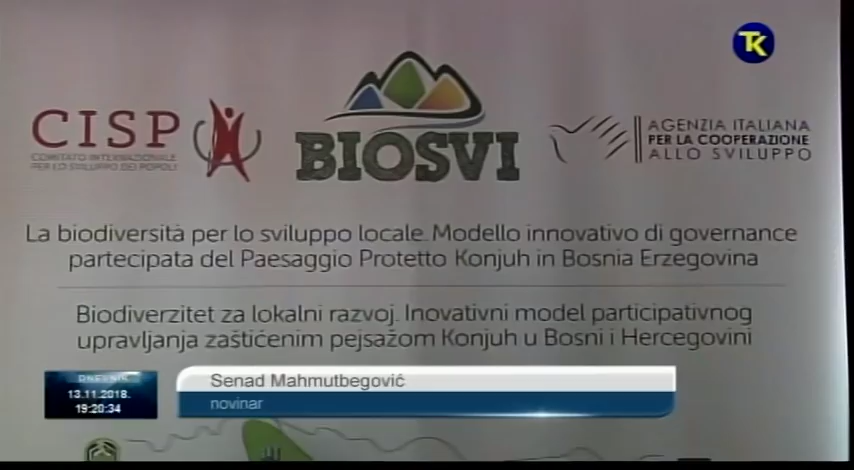 TK
CISP
COMITATO INTERNAZIONALE
PER LO SVILUPPO DEI POPOLI
BIOSVI
AGENZIA ITALIANA
PER LA COOPERAZIONE
ALLO SVILUPPO
La biodiversità per lo sviluppo locale. Modello innovativo di governance
partecipata del Paesaggio Protetto Konjuh in Bosnia Erzegovina
Biodiverzitet za lokalni razvoj. Inovativni model participativnog
upravljanja zaštićenim pejsažom Konjuh u Bosni i Hercegovini
DNEVNIK
13.11.2018.
19:20:34
Senad Mahmutbegović
novinar